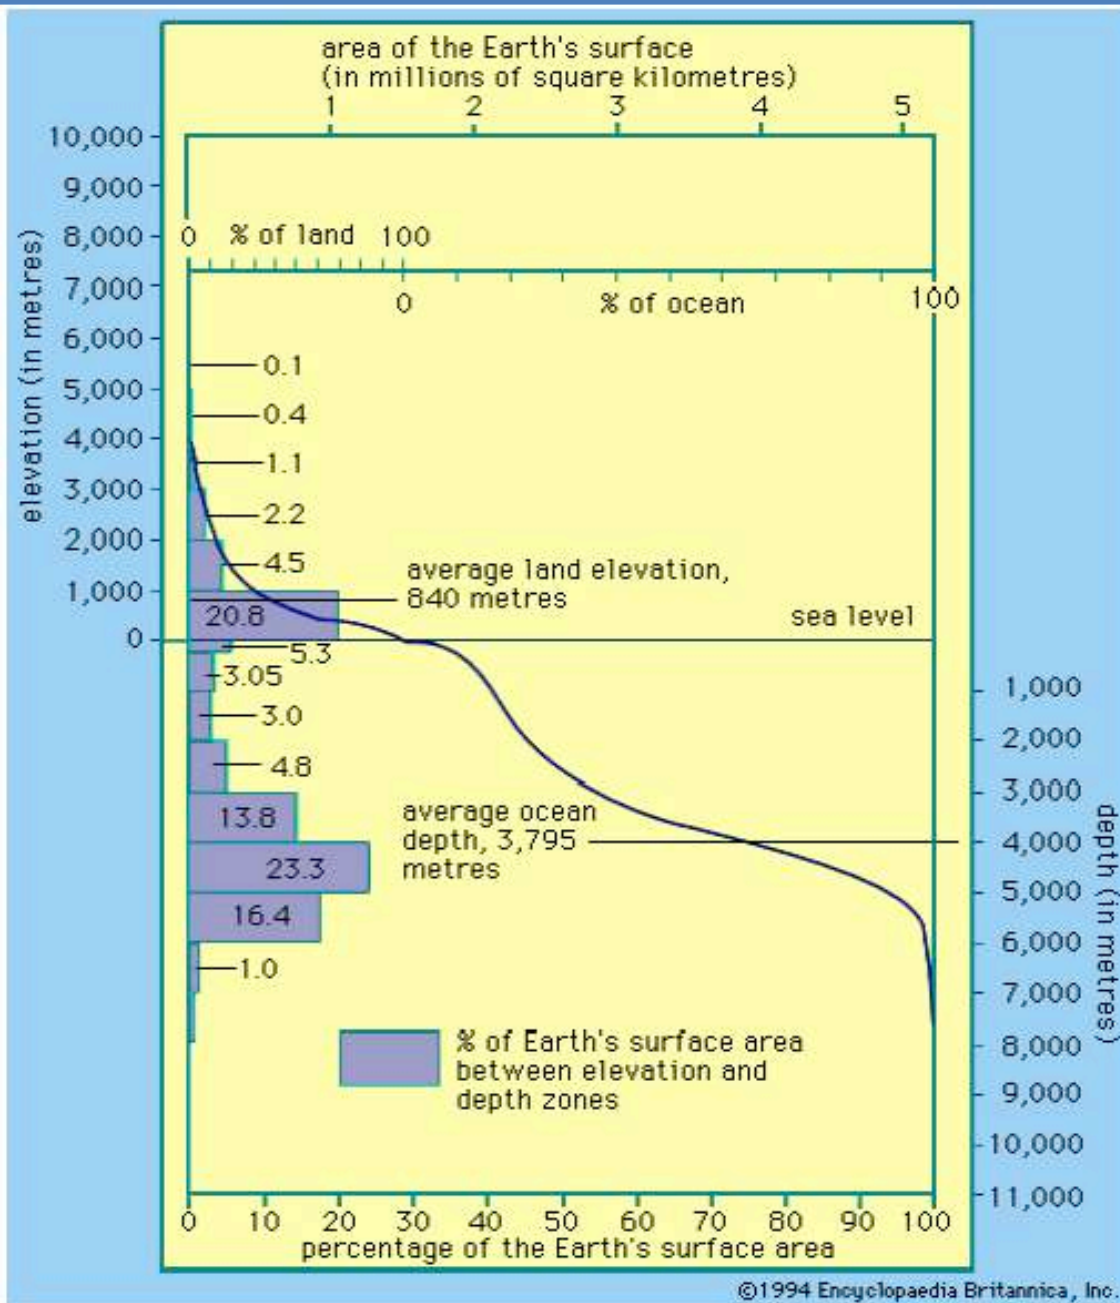 area of the Earth's surface
(in millions of square kilometres)
1 2 3 4 5
10,000
9,000
8,000
7,000
6,000
5,000
4,000
3,000
2,000
1,000
0
elevation (in metres)
0 % of land 100
0 % of ocean 100
0.1
0.4
1.1
2.2
4.5
20.8
average land elevation,
840 metres
sea level
5.3
3.05
3.0
4.8
13.8
23.3
16.4
1.0
average ocean
depth, 3,795
metres
1,000
2,000
3,000
4,000
5,000
6,000
7,000
8,000
9,000
10,000
11,000
depth (in metres)
% of Earth's surface area
between elevation and
depth zones
0 10 20 30 40 50 60 70 80 90 100
percentage of the Earth's surface area
©1994 Encyclopaedia Britannica, Inc.